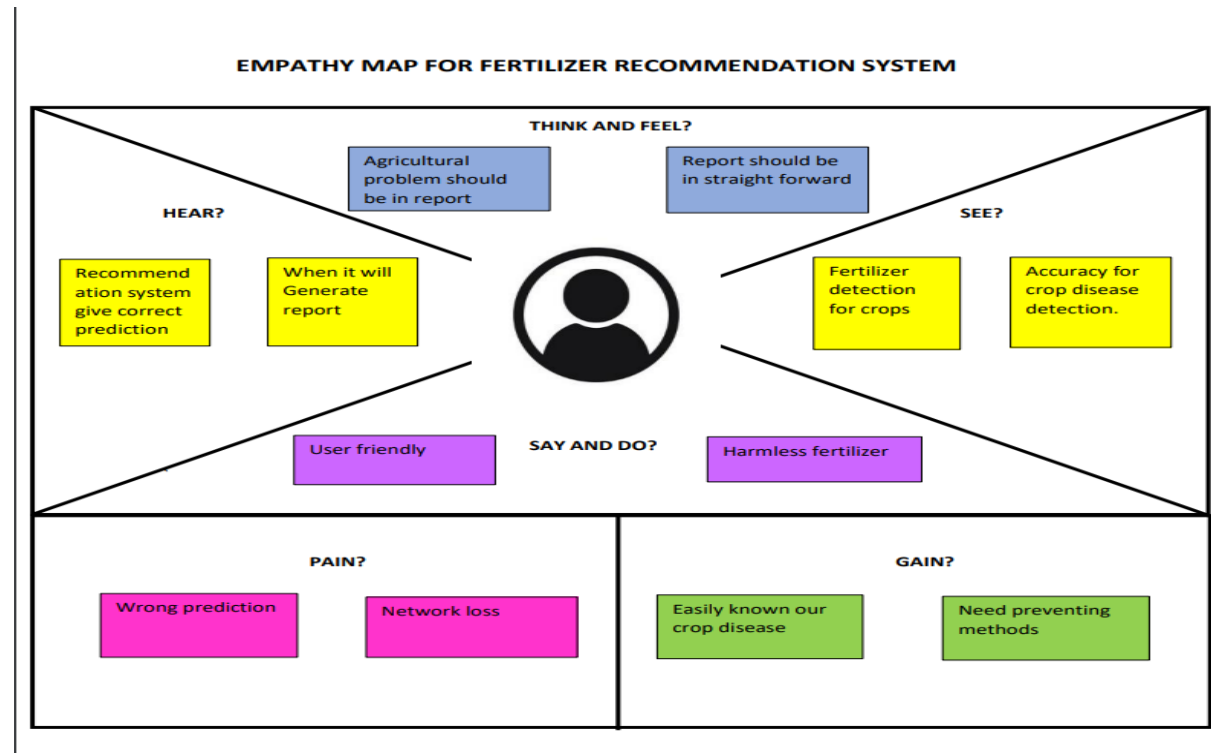 EMPATHY MAP FOR FERTILIZER RECOMMENDATION SYSTEM
THINK AND FEEL?
Agricultural
problem should
be in report
Report should be
in straight forward
HEAR?
Recommend
ation system
give correct
prediction
When it will
Generate
report
SEE?
Fertilizer
detection
for crops
Accuracy for
crop disease
detection.
SAY AND DO?
User friendly
Harmless fertilizer
PAIN?
Wrong prediction
Network loss
GAIN?
Easily known our
crop disease
Need preventing
methods